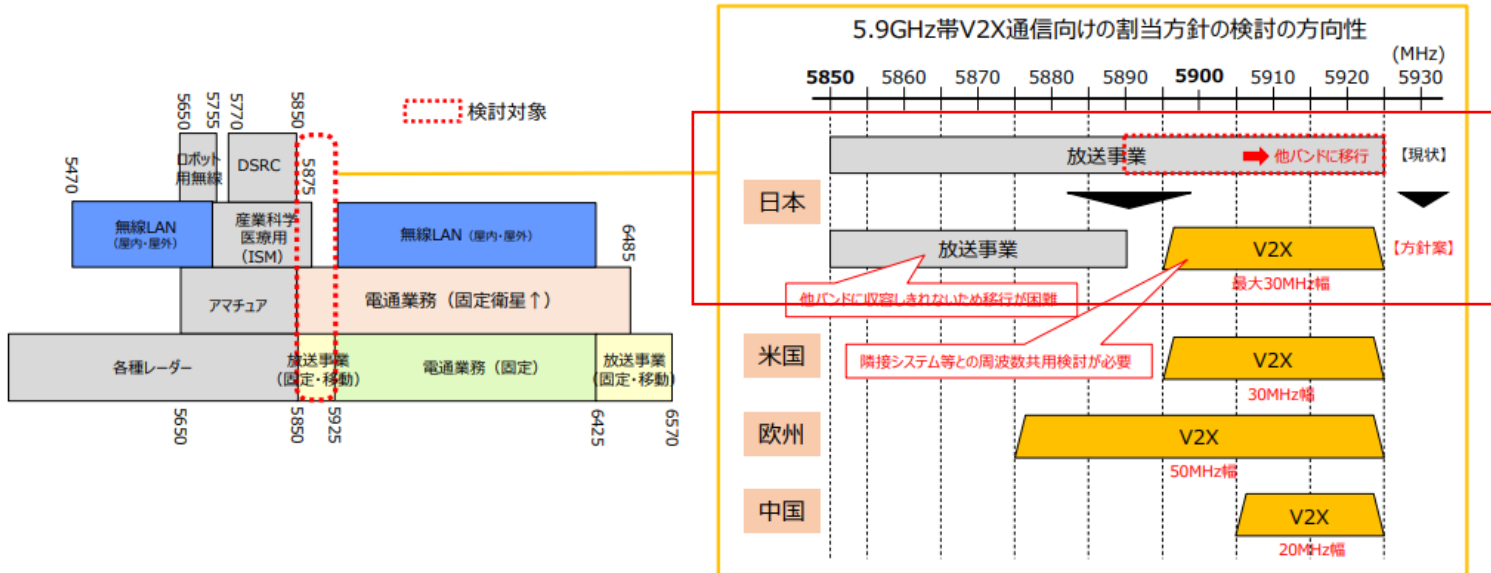 検討対象
5470
5650
5755
5770
5850
5875
ロボット
用無線
DSRC
無線LAN
(屋内・屋外)
産業科学
医療用
(ISM)
無線LAN（屋内・屋外）
6485
アマチュア
電通業務（固定衛星↑）
各種レーダー
放送事業
(固定・移動)
電通業務（固定）
放送事業
(固定・移動)
5650
5850
5925
6425
6570
5.9GHz帯V2X通信向けの割当方針の検討の方向性
(MHz)
5850 5860 5870 5880 5890 5900 5910 5920 5930
日本
放送事業
他バンドに移行
【現状】
放送事業
V2X
【方針案】
最大30MHz幅
他バンドに収容しきれないため移行が困難
隣接システム等との周波数共用検討が必要
米国
V2X
30MHz幅
欧州
V2X
50MHz幅
中国
V2X
20MHz幅